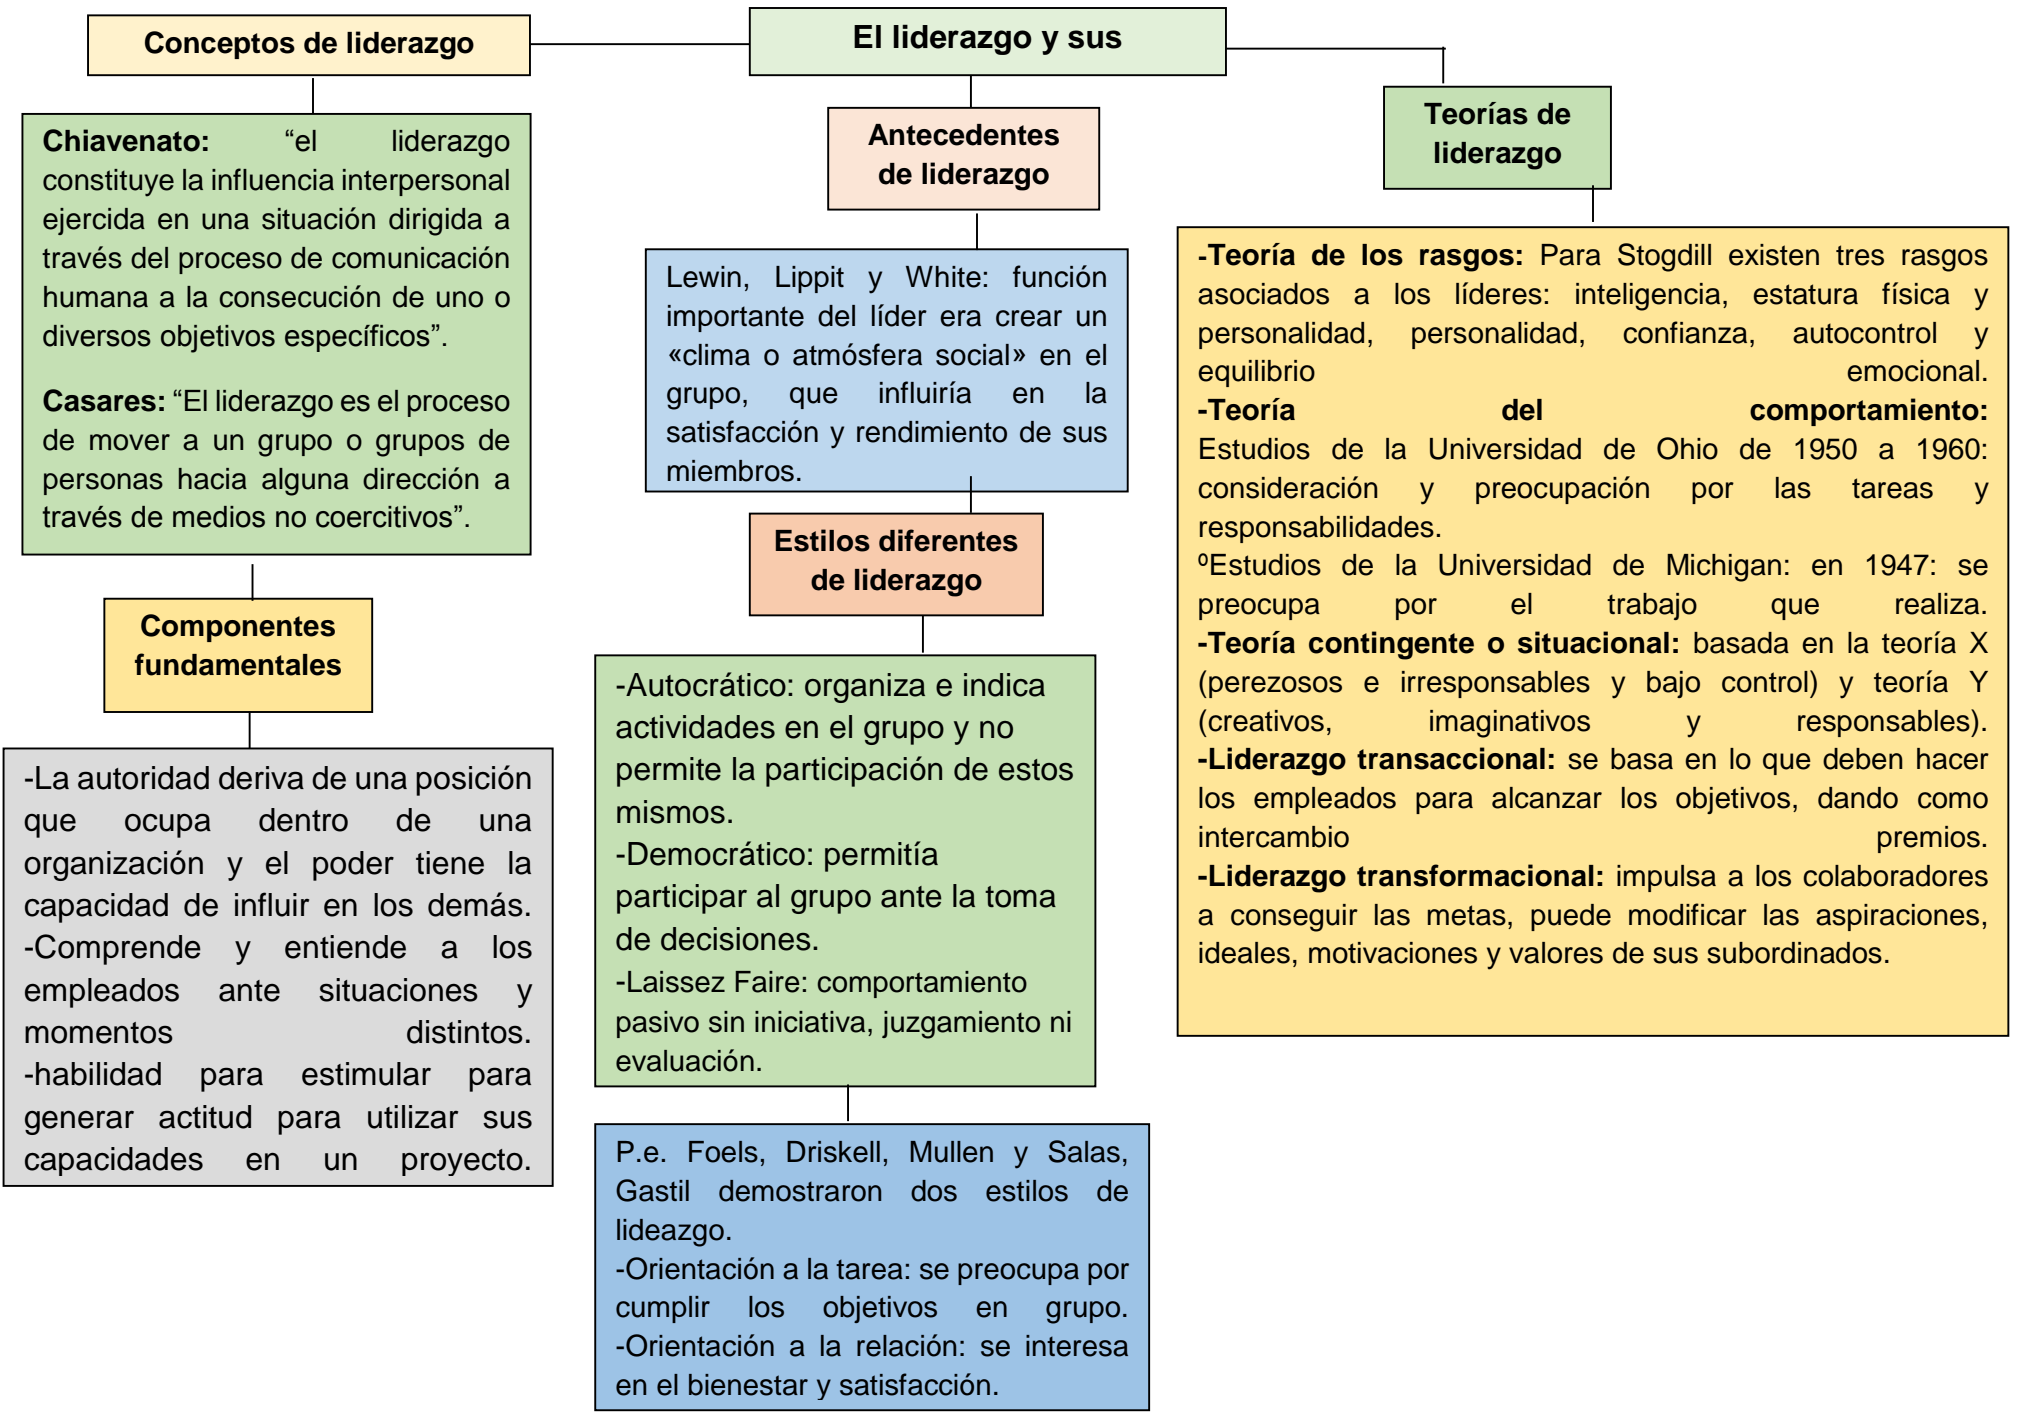 El liderazgo y sus
Conceptos de liderazgo
Chiavenato: “el liderazgo
constituye la influencia interpersonal
ejercida en una situación dirigida a
través del proceso de comunicación
humana a la consecución de uno o
diversos objetivos específicos”.
Casares: “El liderazgo es el proceso
de mover a un grupo o grupos de
personas hacia alguna dirección a
través de medios no coercitivos”.
Componentes
fundamentales
-La autoridad deriva de una posición
que ocupa dentro de una
organización y el poder tiene la
capacidad de influir en los demás.
-Comprende y entiende a los
empleados ante situaciones y
momentos distintos.
-habilidad para estimular para
generar actitud para utilizar sus
capacidades en un proyecto.
Antecedentes
de liderazgo
Lewin, Lippit y White: función
importante del líder era crear un
«clima o atmósfera social» en el
grupo, que influiría en la
satisfacción y rendimiento de sus
miembros.
Estilos diferentes
de liderazgo
-Autocrático: organiza e indica
actividades en el grupo y no
permite la participación de estos
mismos.
-Democrático: permitía
participar al grupo ante la toma
de decisiones.
-Laissez Faire: comportamiento
pasivo sin iniciativa, juzgamiento ni
evaluación.
P.e. Foels, Driskell, Mullen y Salas,
Gastil demostraron dos estilos de
lideazgo.
-Orientación a la tarea: se preocupa por
cumplir los objetivos en grupo.
-Orientación a la relación: se interesa
en el bienestar y satisfacción.
Teorías de
liderazgo
-Teoría de los rasgos: Para Stogdill existen tres rasgos
asociados a los líderes: inteligencia, estatura física y
personalidad, personalidad, confianza, autocontrol y
equilibrio emocional.
-Teoría del comportamiento:
Estudios de la Universidad de Ohio de 1950 a 1960:
consideración y preocupación por las tareas y
responsabilidades.
ºEstudios de la Universidad de Michigan: en 1947: se
preocupa por el trabajo que realiza.
-Teoría contingente o situacional: basada en la teoría X
(perezosos e irresponsables y bajo control) y teoría Y
(creativos, imaginativos y responsables).
-Liderazgo transaccional: se basa en lo que deben hacer
los empleados para alcanzar los objetivos, dando como
intercambio premios.
-Liderazgo transformacional: impulsa a los colaboradores
a conseguir las metas, puede modificar las aspiraciones,
ideales, motivaciones y valores de sus subordinados.